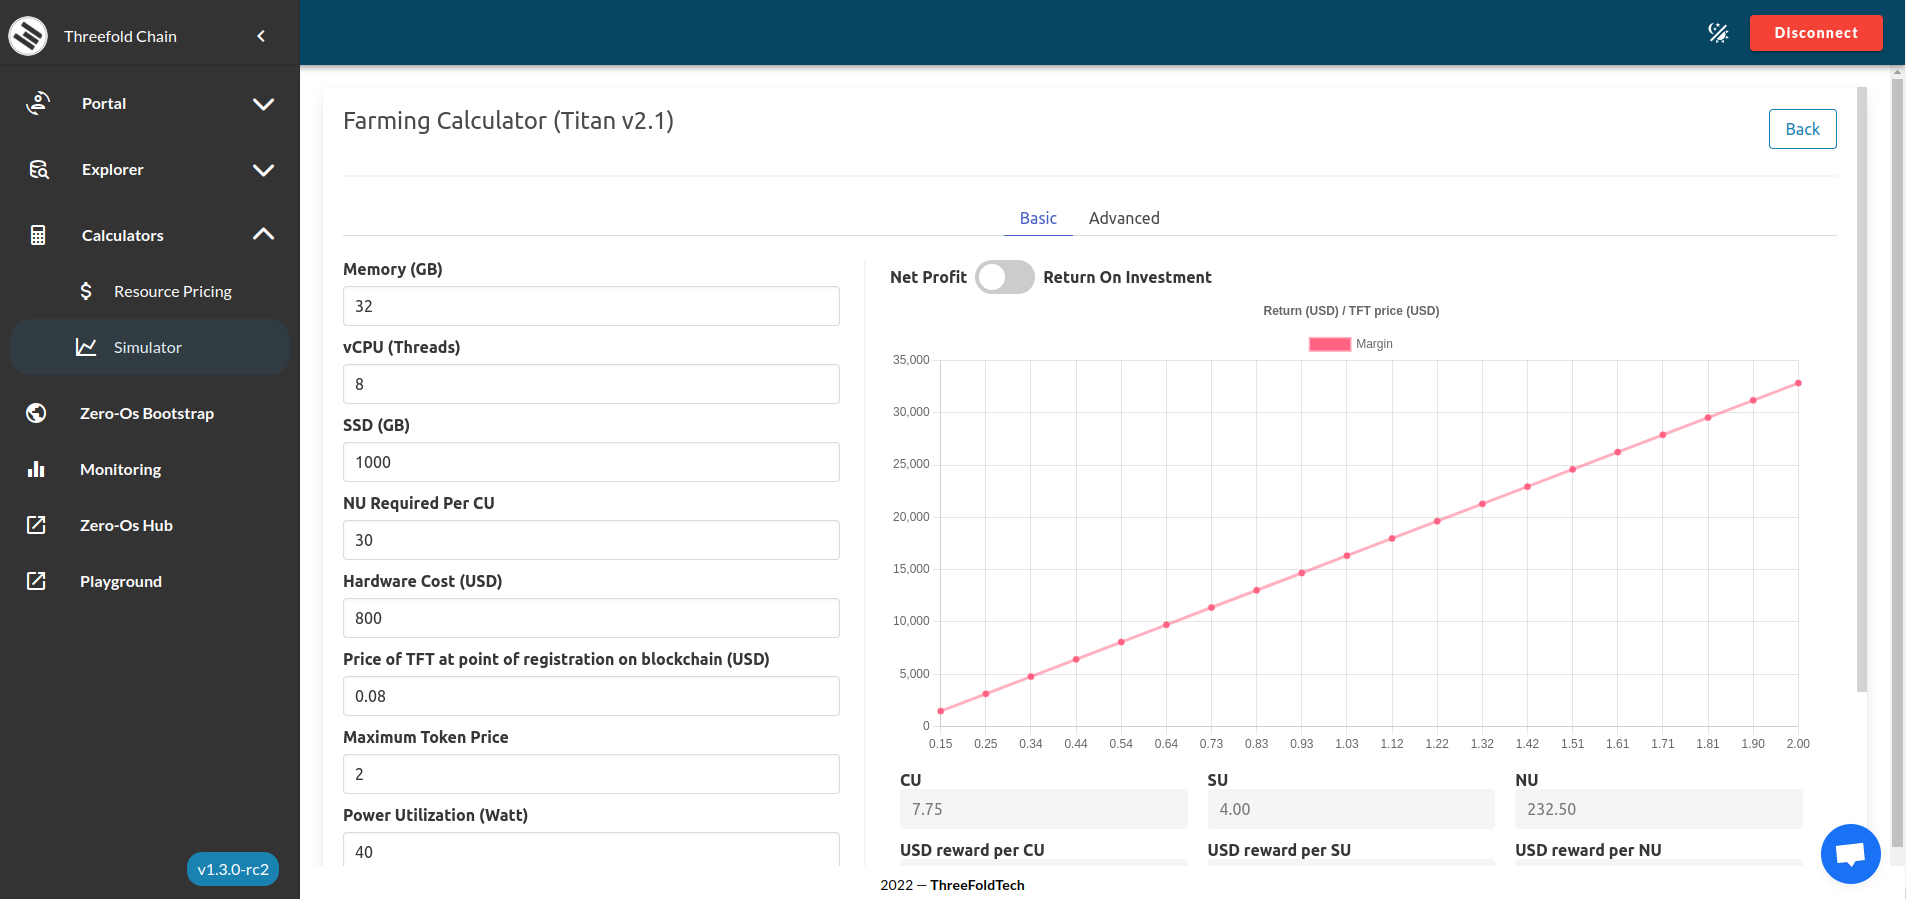 Threefold Chain
Disconnect
Portal
Explorer
Calculators
Resource Pricing
Simulator
Zero-Os Bootstrap
Monitoring
Zero-Os Hub
Playground
v1.3.0-rc2
Farming Calculator (Titan v2.1)
Back
Basic Advanced
Memory (GB)
32
vCPU (Threads)
8
SSD (GB)
1000
NU Required Per CU
30
Hardware Cost (USD)
800
Price of TFT at point of registration on blockchain (USD)
0.08
Maximum Token Price
2
Power Utilization (Watt)
40
Net Profit Return On Investment
Return (USD) / TFT price (USD)
Margin
35,000
30,000
25,000
20,000
15,000
10,000
5,000
0
0.15 0.25 0.34 0.44 0.54 0.64 0.73 0.83 0.93 1.03 1.12 1.22 1.32 1.42 1.51 1.61 1.71 1.81 1.90 2.00
CU SU NU
7.75 4.00 232.50
USD reward per CU USD reward per SU USD reward per NU
2022 — ThreeFoldTech